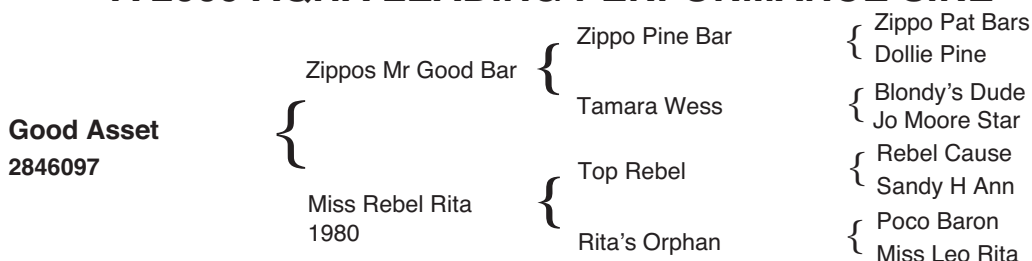 Zippo Pat Bars
Zippo Pine Bar
Dollie Pine
Zippos Mr Good Bar
Blondy's Dude
Tamara Wess
Jo Moore Star
Good Asset
2846097
Rebel Cause
Top Rebel
Sandy H Ann
Miss Rebel Rita
1980
Poco Baron
Rita's Orphan
Miss Leo Rita